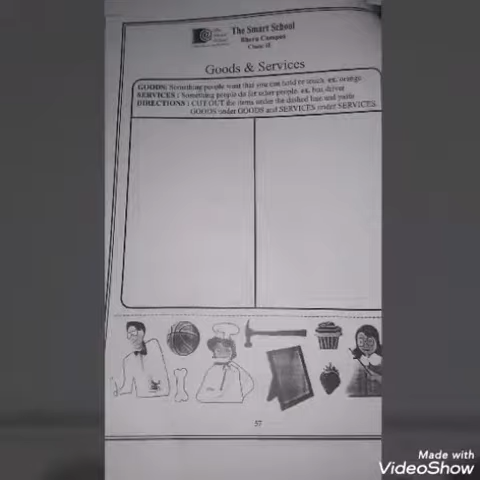 The Smart School
Bhera Campus
Class-II
Goods & Services
GOODS: Something people want that you can hold or touch, ex: orange
SERVICES : Something people do for other people, ex, bus driver
DIRECTIONS : CUT OUT the items under the dashed line and paste
GOODS under GOODS and SERVICES under SERVICES.
57
Made with
VideoShow